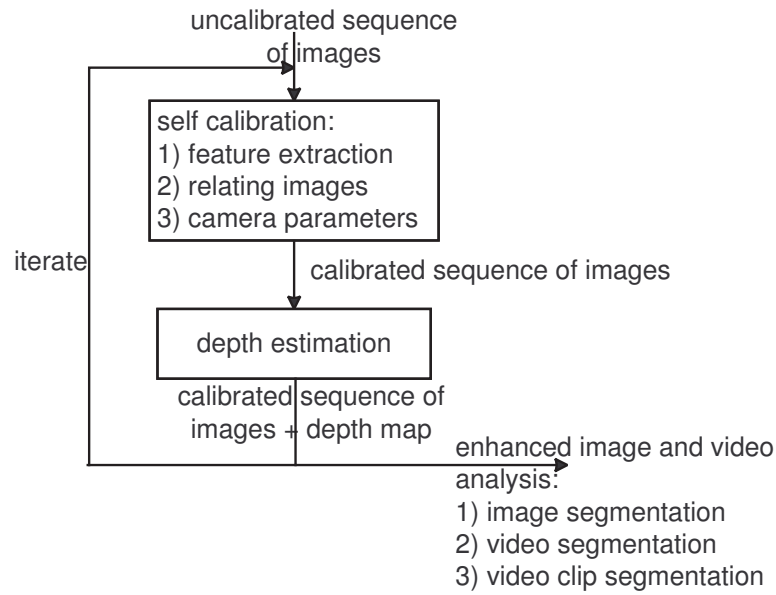 uncalibrated sequence
of images
self calibration:
1) feature extraction
2) relating images
3) camera parameters
iterate
calibrated sequence of images
depth estimation
calibrated sequence of
images + depth map
enhanced image and video
analysis:
1) image segmentation
2) video segmentation
3) video clip segmentation